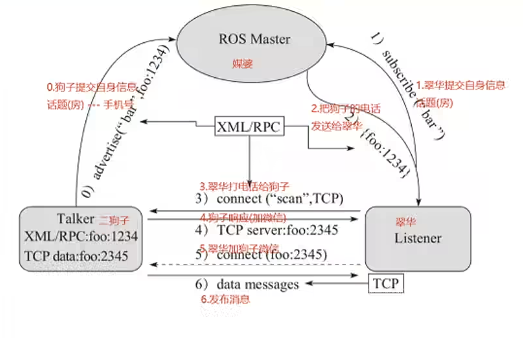 ROS Master
媒婆
0.狗子提交自身信息
话题(房) --- 手机号
0）advertise(“bar”,foo:1234)
1）subscribe (“bar”)
1.翠华提交自身信息
话题(房)
2.把狗子的电话
发送给翠华
2）{foo:1234}
XML/RPC
3.翠华打电话给狗子
3）connect (“scan”,TCP)
4.狗子响应(加微信)
4）TCP server:foo:2345
5.翠华加狗子微信
5）connect (foo:2345)
6）data messages
6.发布消息
Talker
二狗子
XML/RPC:foo:1234
TCP data:foo:2345
翠华
Listener
TCP